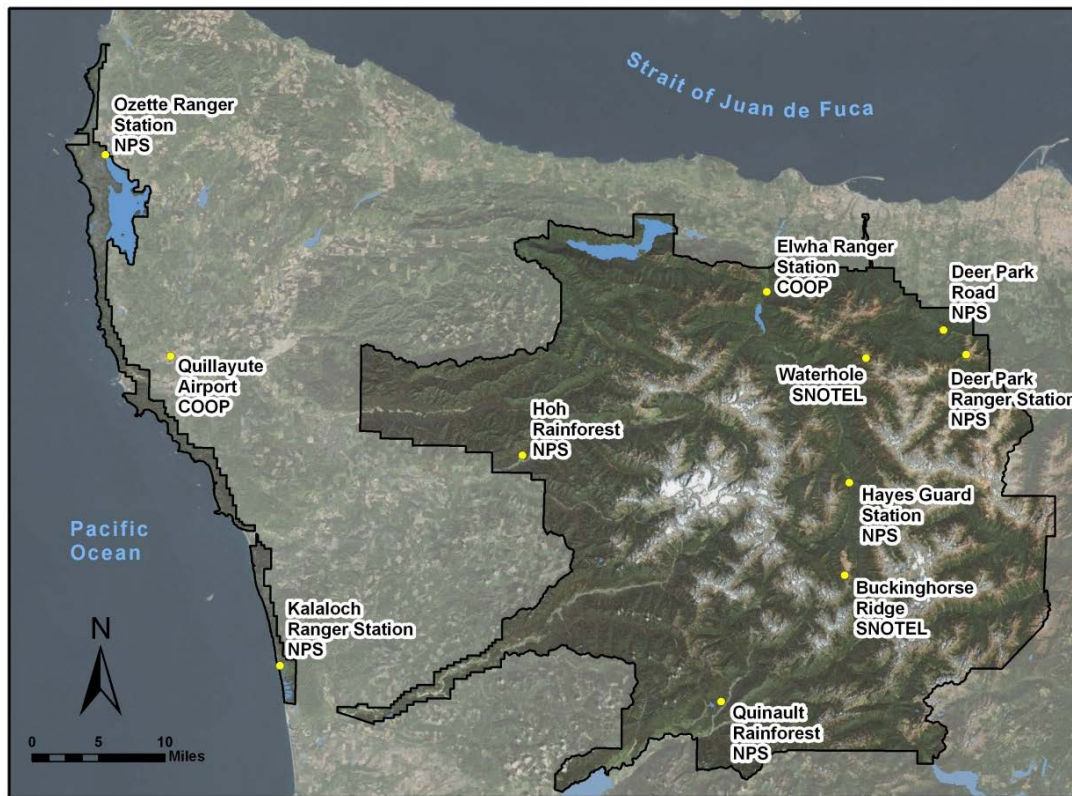 Strait of Juan de Fuca
Ozette Ranger
Station
NPS
Elwha Ranger
Station
COOP
Deer Park
Road
NPS
Quillayute
Airport
COOP
Waterhole
SNOTEL
Deer Park
Ranger Station
NPS
Hoh
Rainforest
NPS
Hayes Guard
Station
NPS
Pacific
Ocean
Buckinghorse
Ridge
SNOTEL
Kalaloch
Ranger Station
NPS
N
Quinault
Rainforest
NPS
0 5 10
Miles